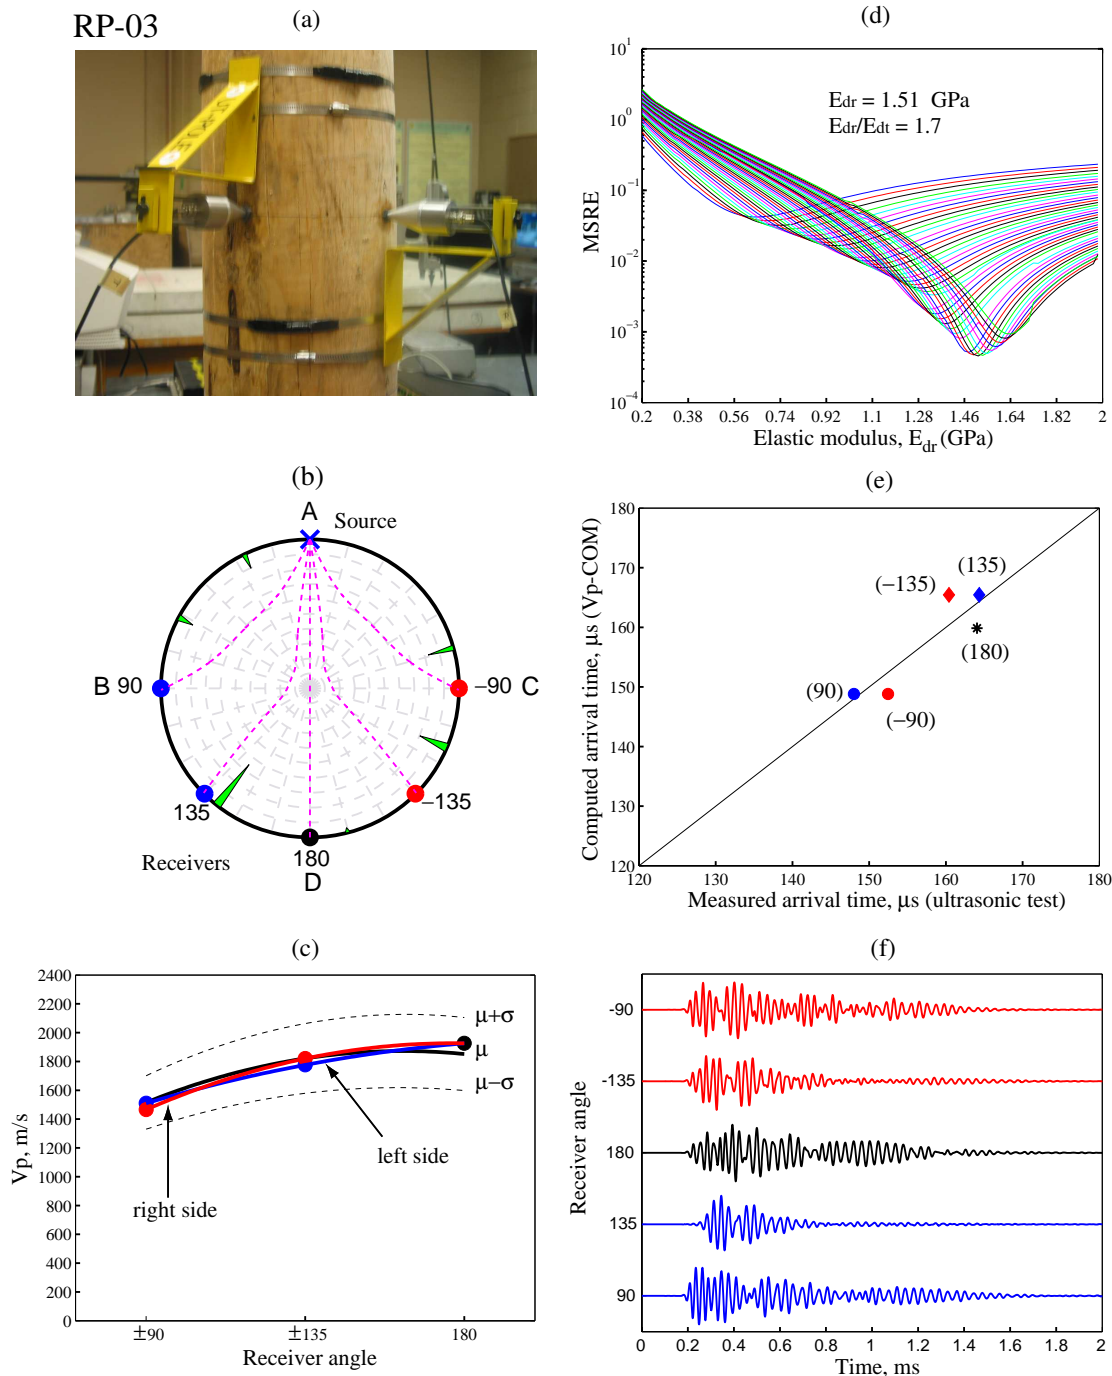 RP-03
(a)
(b)
A
Source
B 90
−90 C
135
−135
Receivers
180
D
(c)
2400
2200
2000
1800
1600
1400
1200
1000
800
600
400
200
0
Vp, m/s
μ+σ
μ
μ−σ
left side
right side
±90
±135
180
Receiver angle
(d)
10^1
10^0
10^−1
10^−2
10^−3
10^−4
MSRE
Edr = 1.51 GPa
Edr/Edt = 1.7
0.2 0.38 0.56 0.74 0.92 1.1 1.28 1.46 1.64 1.82 2
Elastic modulus, Edr (GPa)
(e)
180
170
160
150
140
130
120
Computed arrival time, μs (Vp-COM)
(−135)
(135)
(180)
(90)
(−90)
120 130 140 150 160 170 180
Measured arrival time, μs (ultrasonic test)
(f)
-90
-135
180
135
90
Receiver angle
0 0.2 0.4 0.6 0.8 1 1.2 1.4 1.6 1.8 2
Time, ms